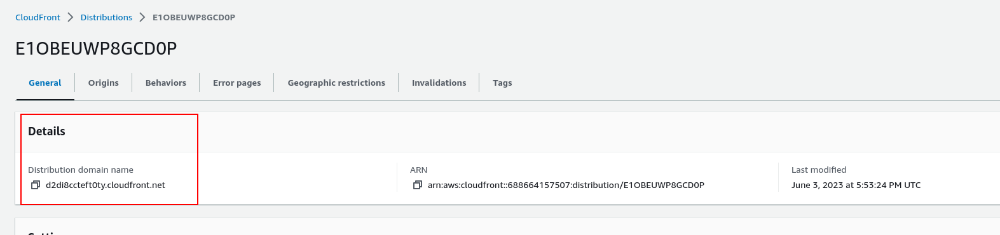 CloudFront > Distributions > E1OBEUWP8GCD0P
E1OBEUWP8GCD0P
General Origins Behaviors Error pages Geographic restrictions Invalidations Tags
Details
Distribution domain name ARN Last modified
d2di8ccteft0ty.cloudfront.net arn:aws:cloudfront::688664157507:distribution/E1OBEUWP8GCD0P June 3, 2023 at 5:53:24 PM UTC